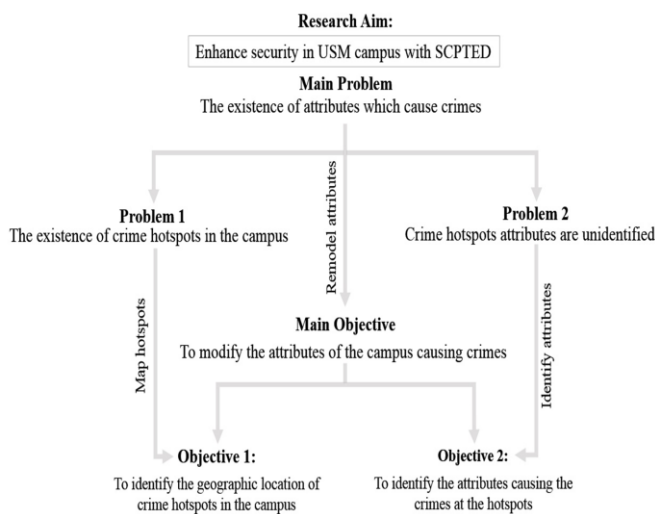 Research Aim:
Enhance security in USM campus with SCPTED
Main Problem
The existence of attributes which cause crimes
Problem 1
The existence of crime hotspots in the campus
Remodel attributes
Problem 2
Crime hotspots attributes are unidentified
Map hotspots
Main Objective
To modify the attributes of the campus causing crimes
Identify attributes
Objective 1:
To identify the geographic location of
crime hotspots in the campus
Objective 2:
To identify the attributes causing the
crimes at the hotspots